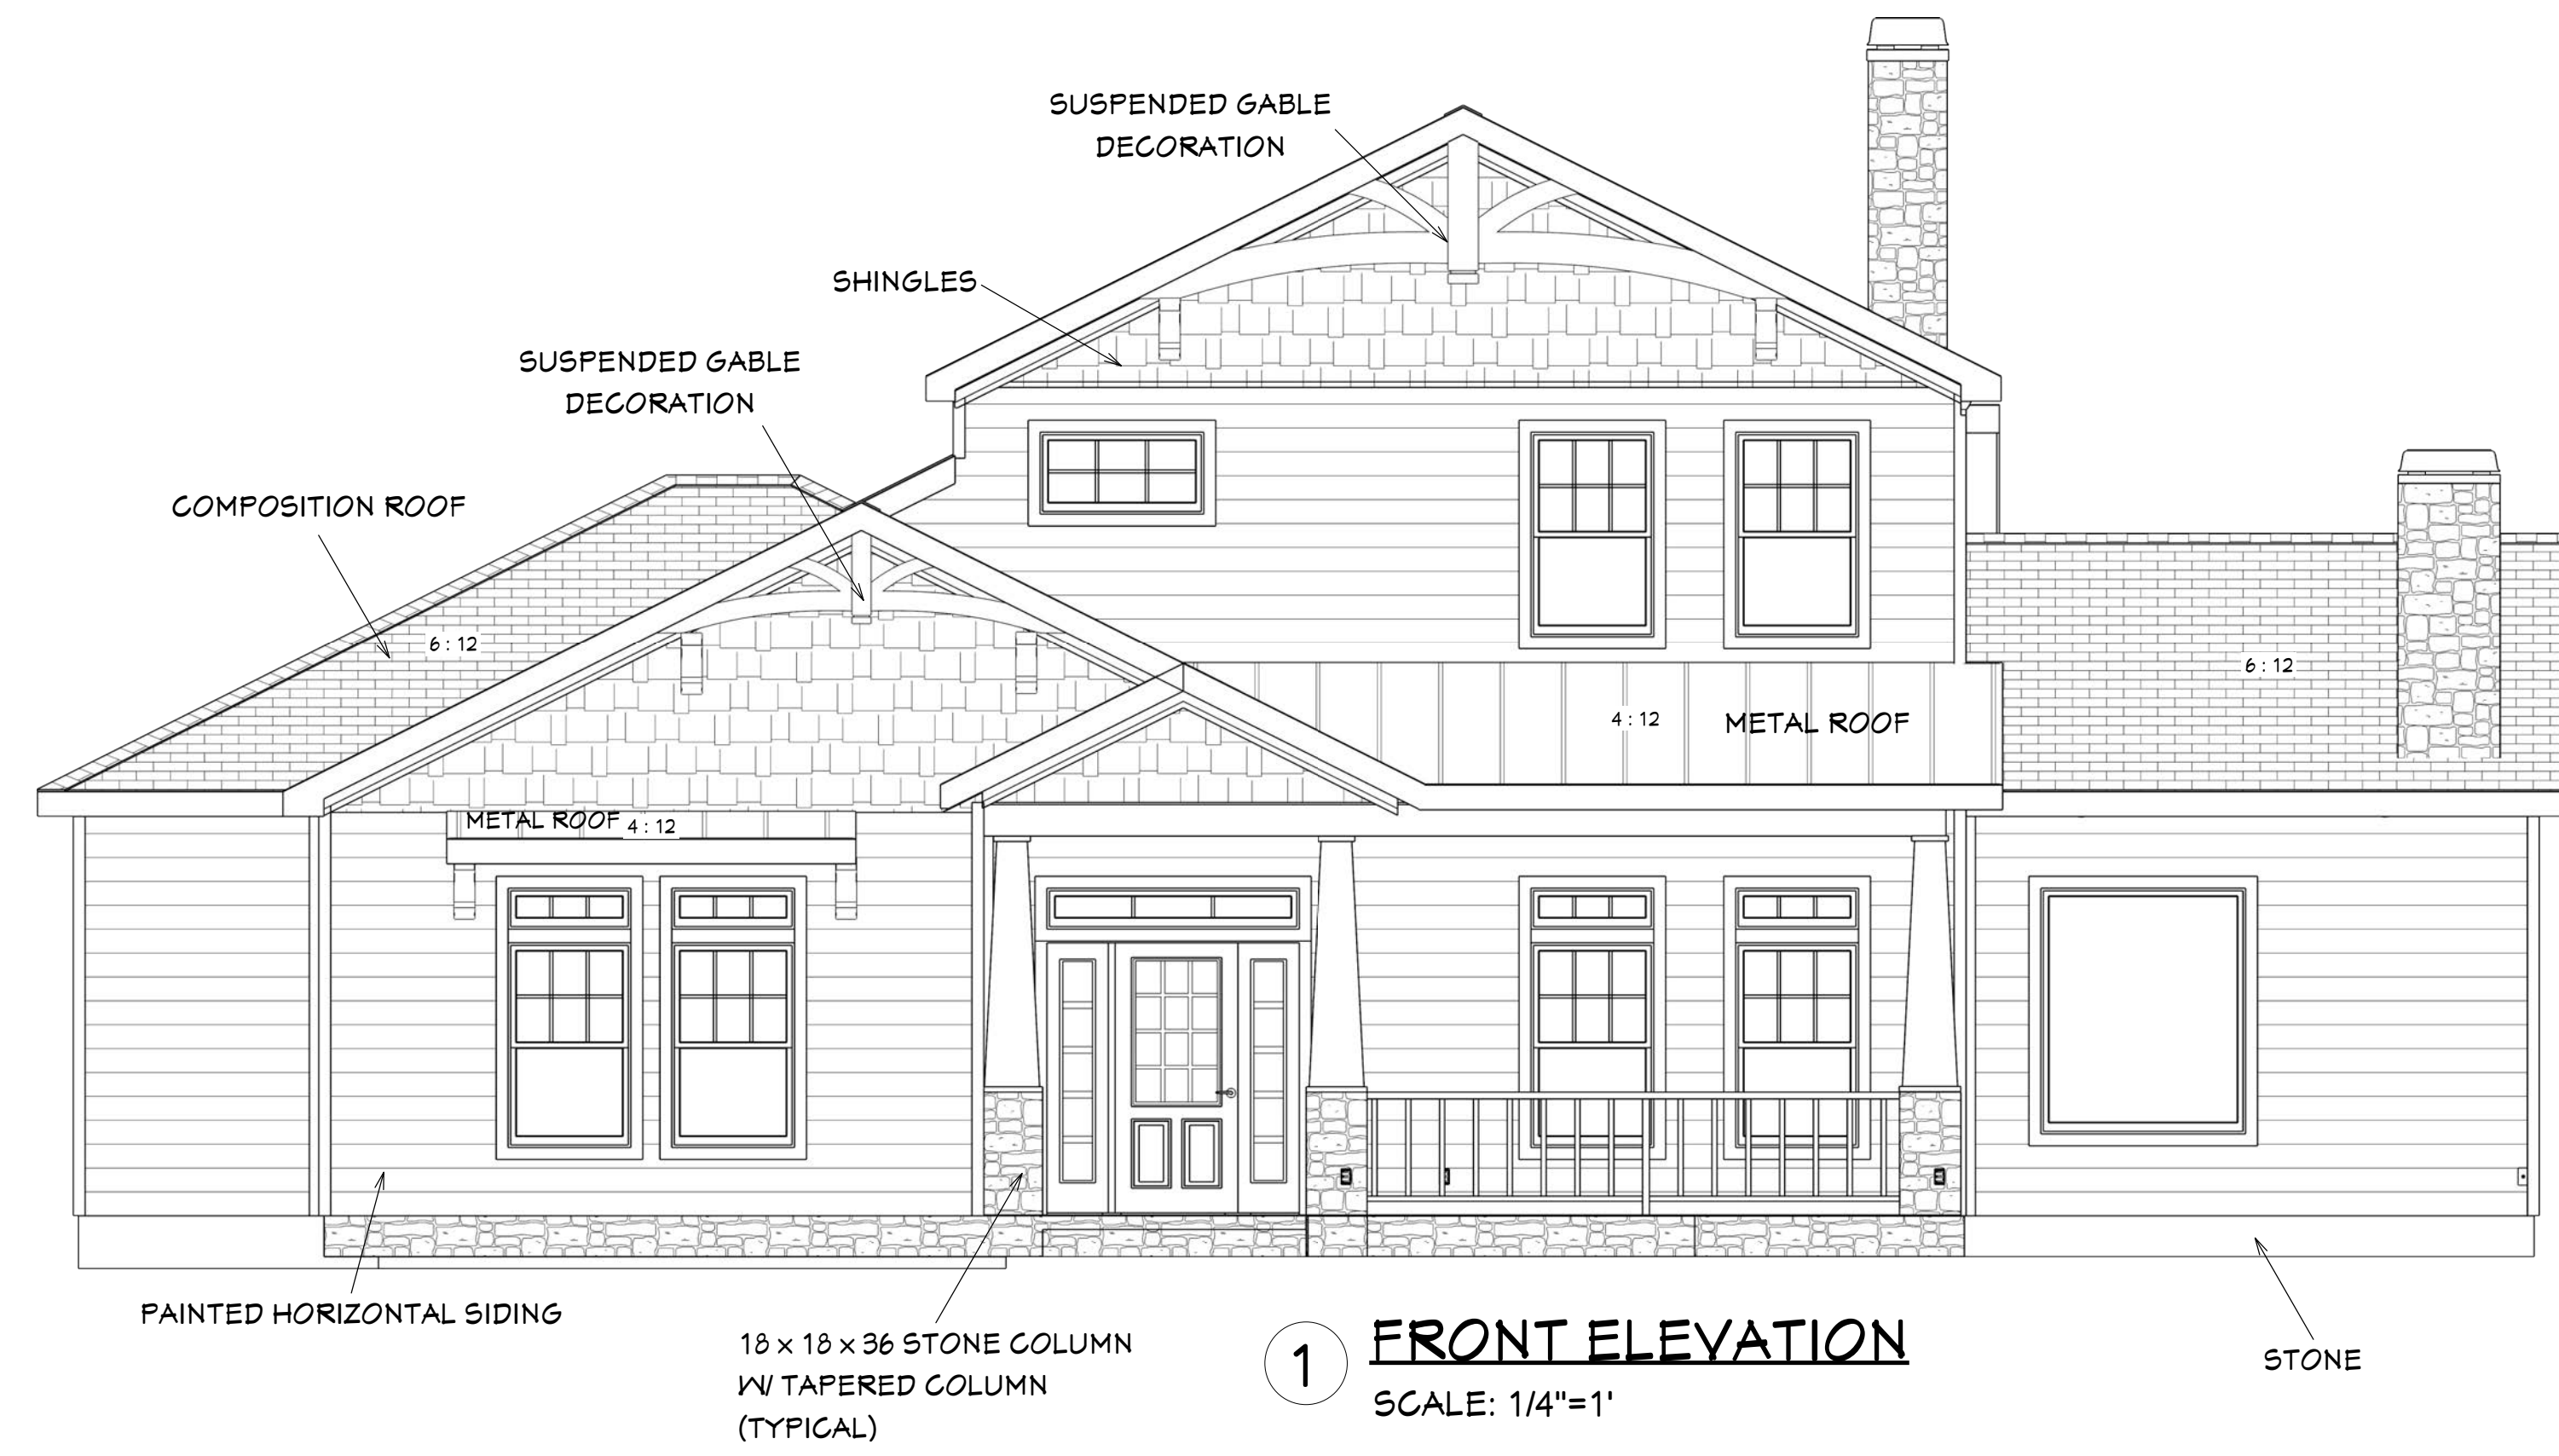 SUSPENDED GABLE
DECORATION
SHINGLES
SUSPENDED GABLE
DECORATION
COMPOSITION ROOF
6 : 12
6 : 12
4 : 12
METAL ROOF
METAL ROOF
4 : 12
PAINTED HORIZONTAL SIDING
18 x 18 x 36 STONE COLUMN
W/ TAPERED COLUMN
(TYPICAL)
1
FRONT ELEVATION
SCALE: 1/4"=1'
STONE